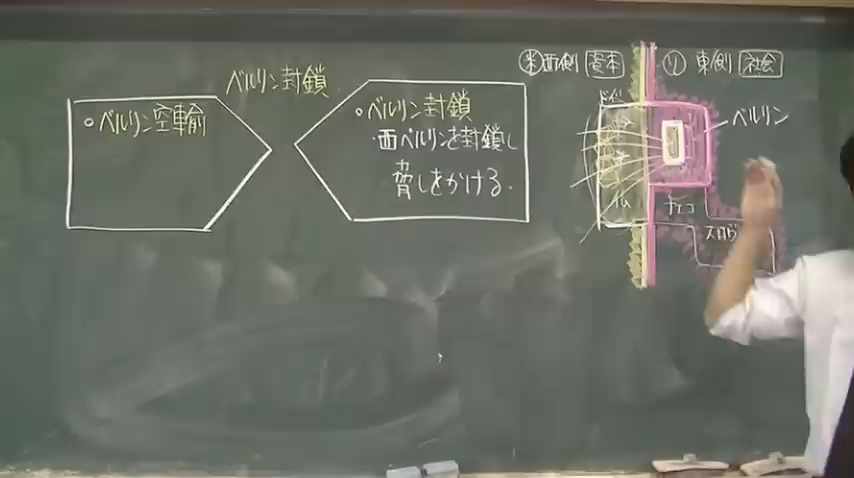 ベルリン封鎖
。ベルリン空輸
。ベルリン封鎖
・西ベルリンを封鎖し
脅しをかける.
米 西側 資本
ソ 東側 社会
ドイツ
ベルリン
チェコ
スロヴ